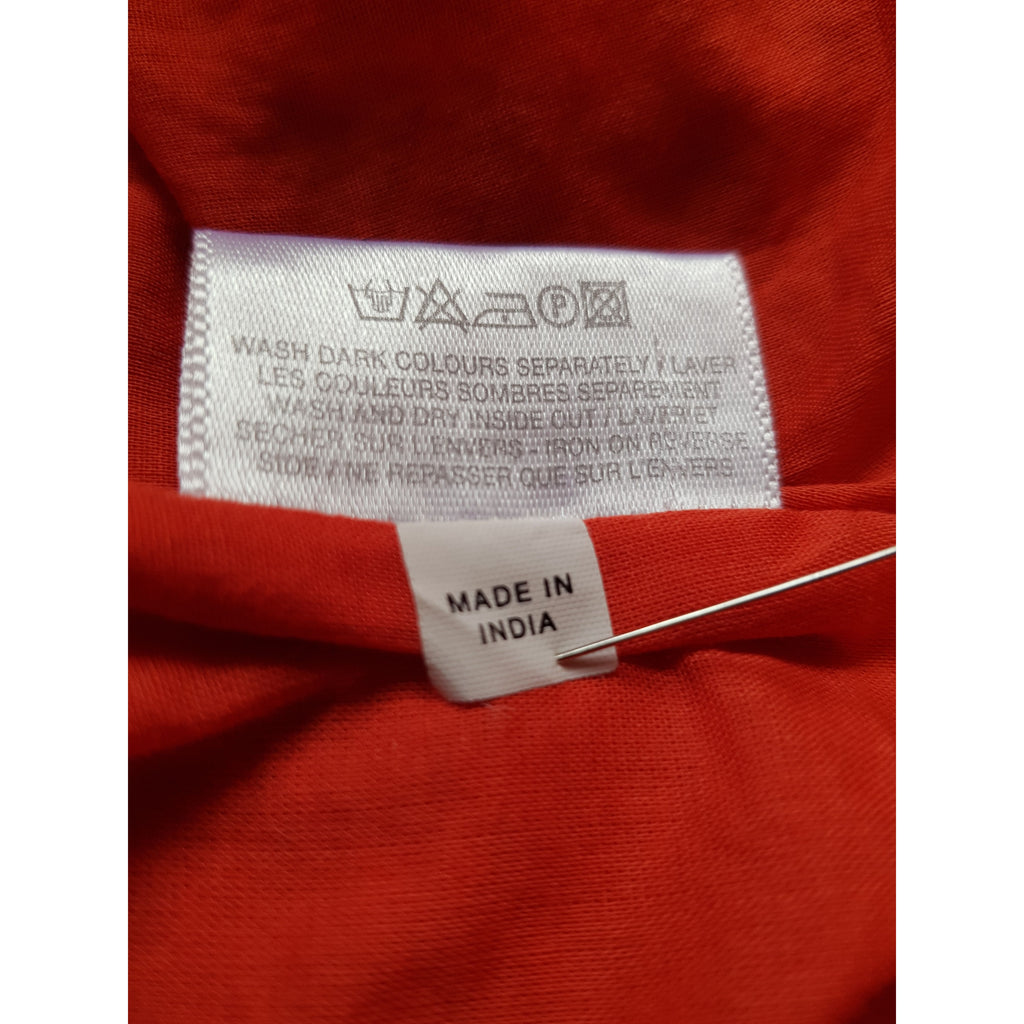 P
WASH DARK COLOURS SEPARATELY / LAVER
LES COULEURS SOMBRES SEPAREMENT
WASH AND DRY INSIDE OUT / LAVER ET
SECHER SUR L'ENVERS - IRON ON REVERSE
SIDE / NE REPASSER QUE SUR L'ENVERS
MADE IN
INDIA